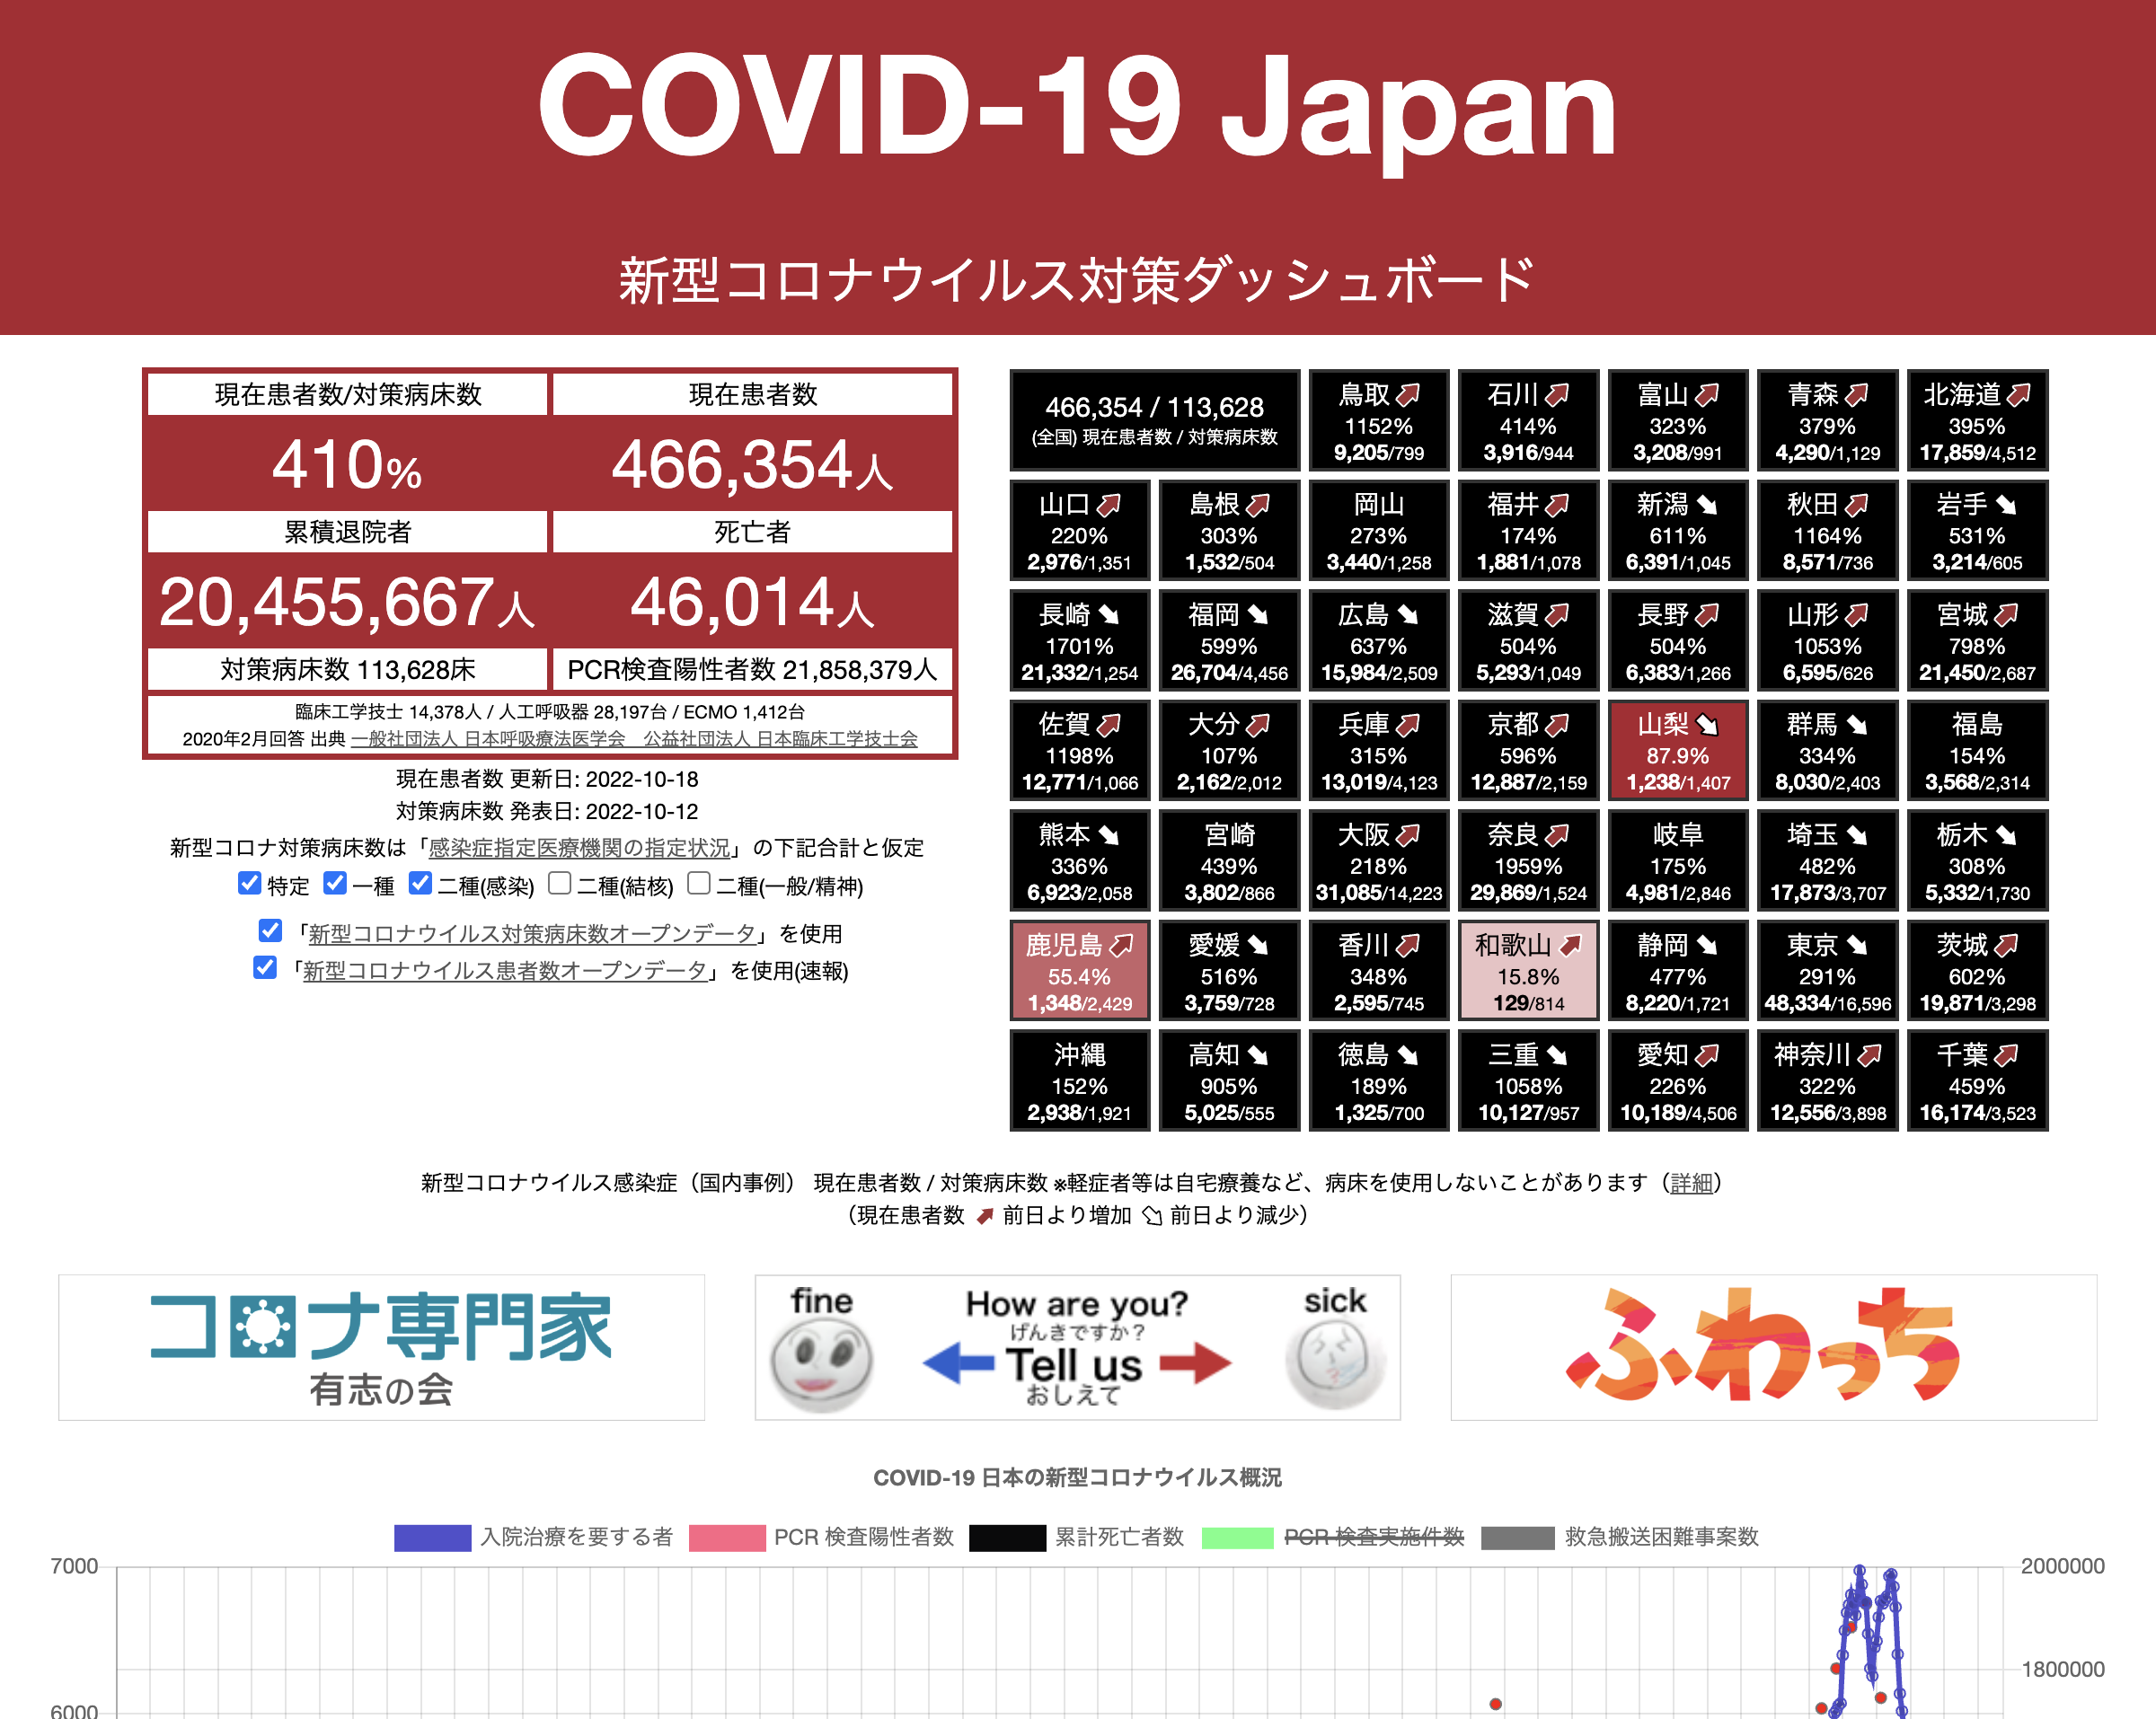 COVID-19 Japan
新型コロナウイルス対策ダッシュボード
現在患者数/対策病床数 現在患者数
410% 466,354人
累積退院者 死亡者
20,455,667人 46,014人
対策病床数 113,628床 PCR検査陽性者数 21,858,379人
臨床工学技士 14,378人 / 人工呼吸器 28,197台 / ECMO 1,412台
2020年2月回答 出典 一般社団法人 日本呼吸療法医学会　公益社団法人 日本臨床工学技士会
現在患者数 更新日: 2022-10-18
対策病床数 発表日: 2022-10-12
新型コロナ対策病床数は「感染症指定医療機関の指定状況」の下記合計と仮定
特定 一種 二種(感染) 二種(結核) 二種(一般/精神)
「新型コロナウイルス対策病床数オープンデータ」を使用
「新型コロナウイルス患者数オープンデータ」を使用(速報)
466,354 / 113,628
(全国) 現在患者数 / 対策病床数
鳥取 石川 富山 青森 北海道
1152% 414% 323% 379% 395%
9,205/799 3,916/944 3,208/991 4,290/1,129 17,859/4,512
山口 島根 岡山 福井 新潟 秋田 岩手
220% 303% 273% 174% 611% 1164% 531%
2,976/1,351 1,532/504 3,440/1,258 1,881/1,078 6,391/1,045 8,571/736 3,214/605
長崎 福岡 広島 滋賀 長野 山形 宮城
1701% 599% 637% 504% 504% 1053% 798%
21,332/1,254 26,704/4,456 15,984/2,509 5,293/1,049 6,383/1,266 6,595/626 21,450/2,687
佐賀 大分 兵庫 京都 山梨 群馬 福島
1198% 107% 315% 596% 87.9% 334% 154%
12,771/1,066 2,162/2,012 13,019/4,123 12,887/2,159 1,238/1,407 8,030/2,403 3,568/2,314
熊本 宮崎 大阪 奈良 岐阜 埼玉 栃木
336% 439% 218% 1959% 175% 482% 308%
6,923/2,058 3,802/866 31,085/14,223 29,869/1,524 4,981/2,846 17,873/3,707 5,332/1,730
鹿児島 愛媛 香川 和歌山 静岡 東京 茨城
55.4% 516% 348% 15.8% 477% 291% 602%
1,348/2,429 3,759/728 2,595/745 129/814 8,220/1,721 48,334/16,596 19,871/3,298
沖縄 高知 徳島 三重 愛知 神奈川 千葉
152% 905% 189% 1058% 226% 322% 459%
2,938/1,921 5,025/555 1,325/700 10,127/957 10,189/4,506 12,556/3,898 16,174/3,523
新型コロナウイルス感染症（国内事例） 現在患者数 / 対策病床数 ※軽症者等は自宅療養など、病床を使用しないことがあります（詳細）
（現在患者数 前日より増加 前日より減少）
コロナ専門家
有志の会
fine How are you? sick
げんきですか？
Tell us
おしえて
ふわっち
COVID-19 日本の新型コロナウイルス概況
入院治療を要する者 PCR 検査陽性者数 累計死亡者数 PCR 検査実施件数 救急搬送困難事案数
7000 2000000
1800000
6000